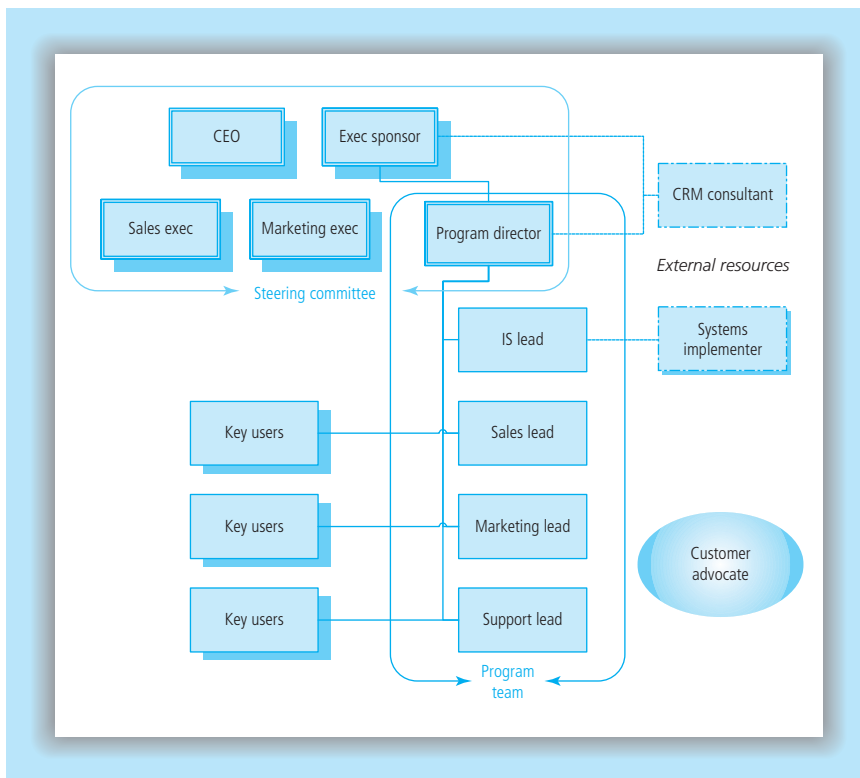 CEO
Exec sponsor
CRM consultant
Sales exec
Marketing exec
Program director
External resources
Steering committee
IS lead
Systems
implementer
Key users
Sales lead
Key users
Marketing lead
Customer
advocate
Key users
Support lead
Program
team